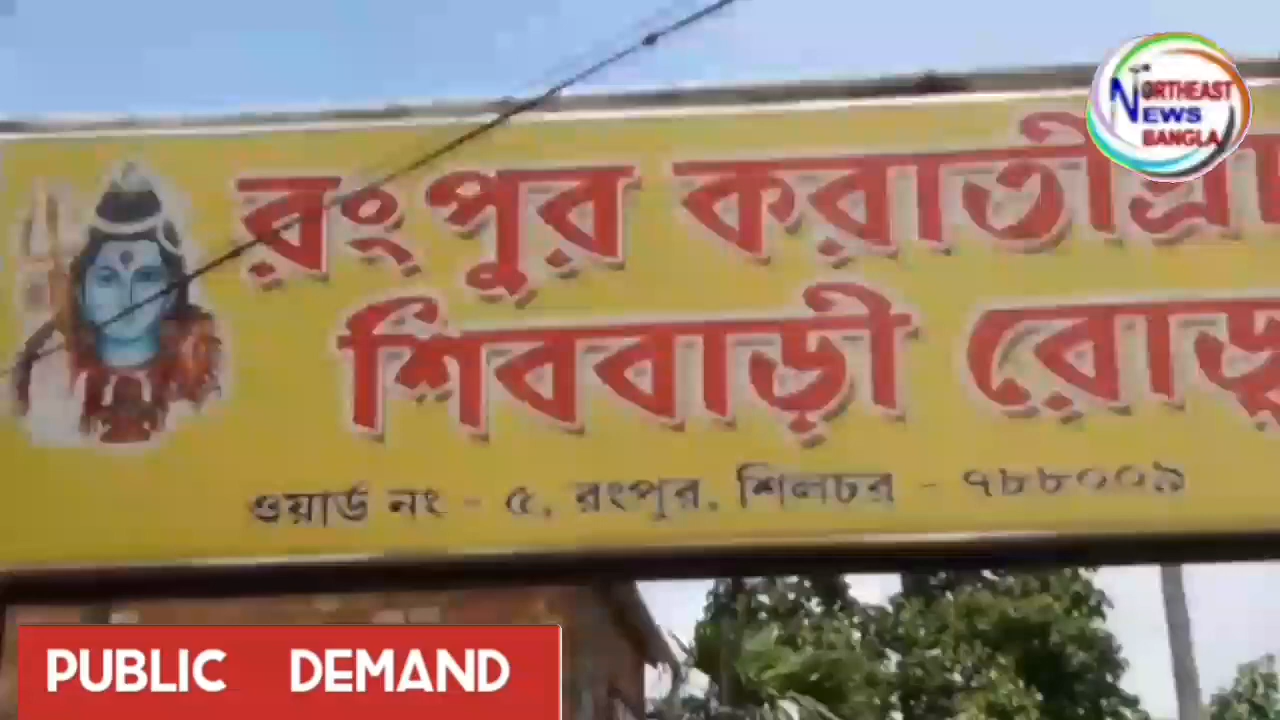 NORTHEAST
NEWS
BANGLA
রংপুর করাতীগ্রা
শিববাড়ী রোড
ওয়ার্ড নং - ৫, রংপুর, শিলচর - ৭৮৮০০৯
PUBLIC DEMAND